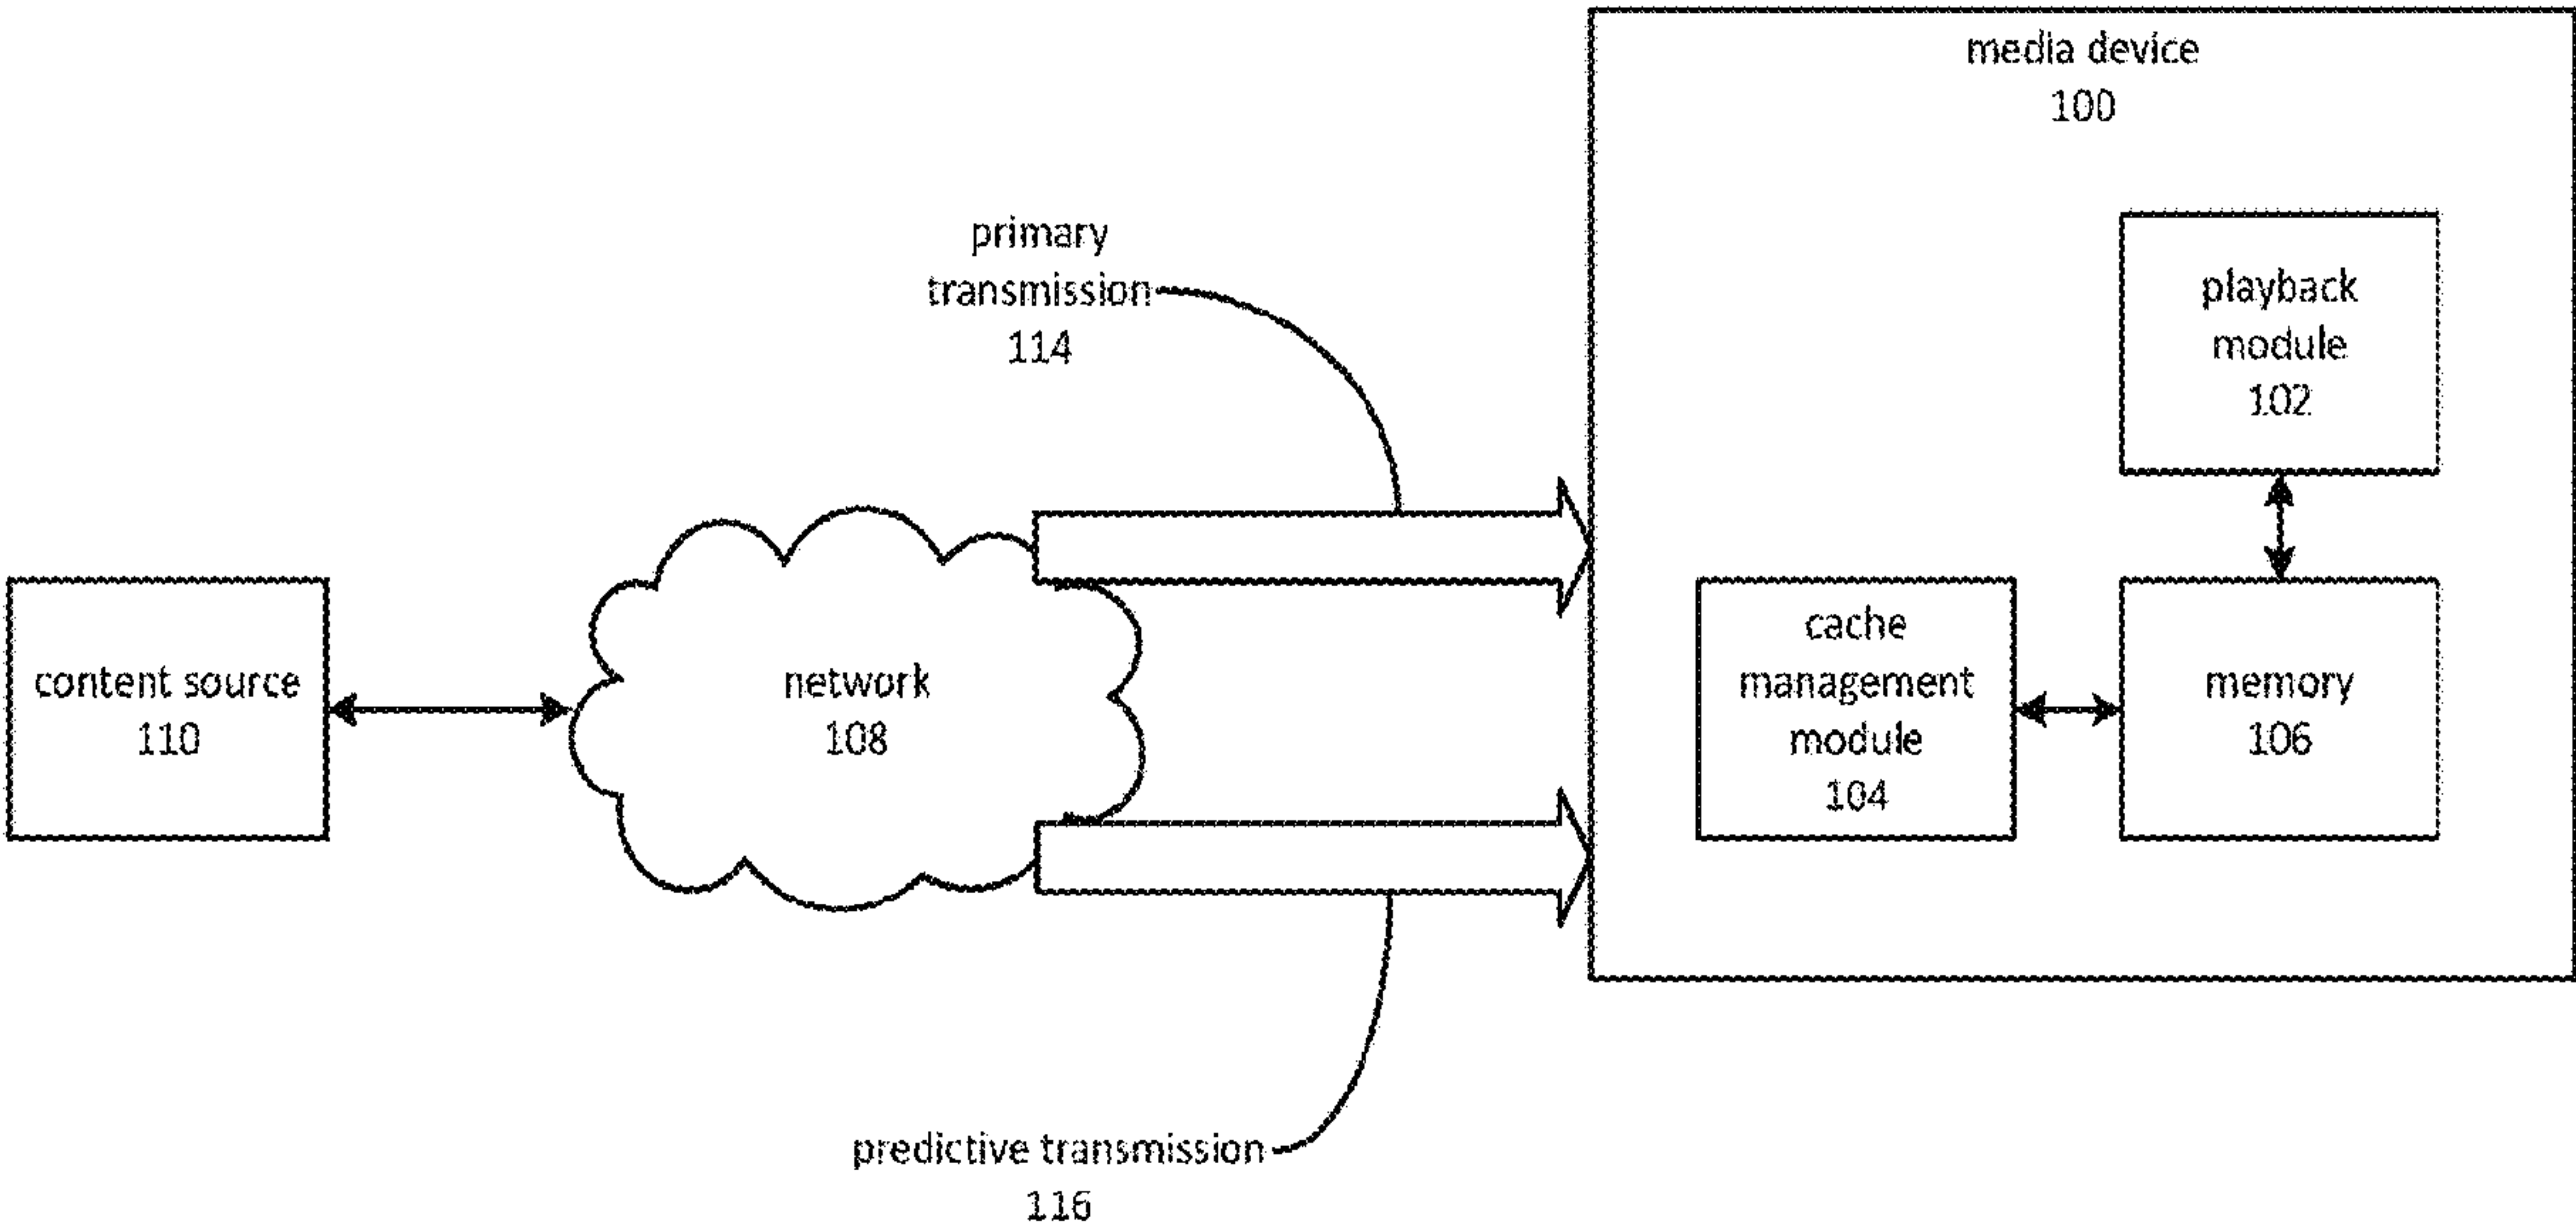 media device
100
primary
transmission
114
playback
module
102
content source
110
network
108
cache
management
module
104
memory
106
predictive transmission
116